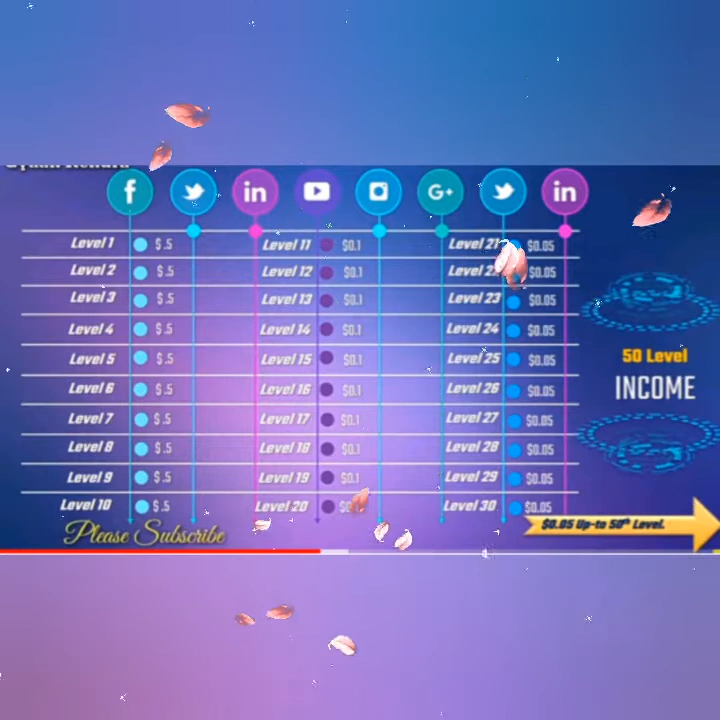 Level 1 $.5 Level 11 $0.1 Level 21 $0.05
Level 2 $.5 Level 12 $0.1 $0.05
Level 3 $.5 Level 13 $0.1 Level 23 $0.05
Level 4 $.5 Level 14 $0.1 Level 24 $0.05
Level 5 $.5 Level 15 $0.1 Level 25 $0.05
Level 6 $.5 Level 16 $0.1 Level 26 $0.05
Level 7 $.5 Level 17 $0.1 Level 27 $0.05
Level 8 $.5 Level 18 $0.1 Level 28 $0.05
Level 9 $.5 Level 19 $0.1 Level 29 $0.05
Level 10 $.5 Level 20 Level 30 $0.05
50 Level
INCOME
$0.05 Up-to 50th Level.
Please Subscribe